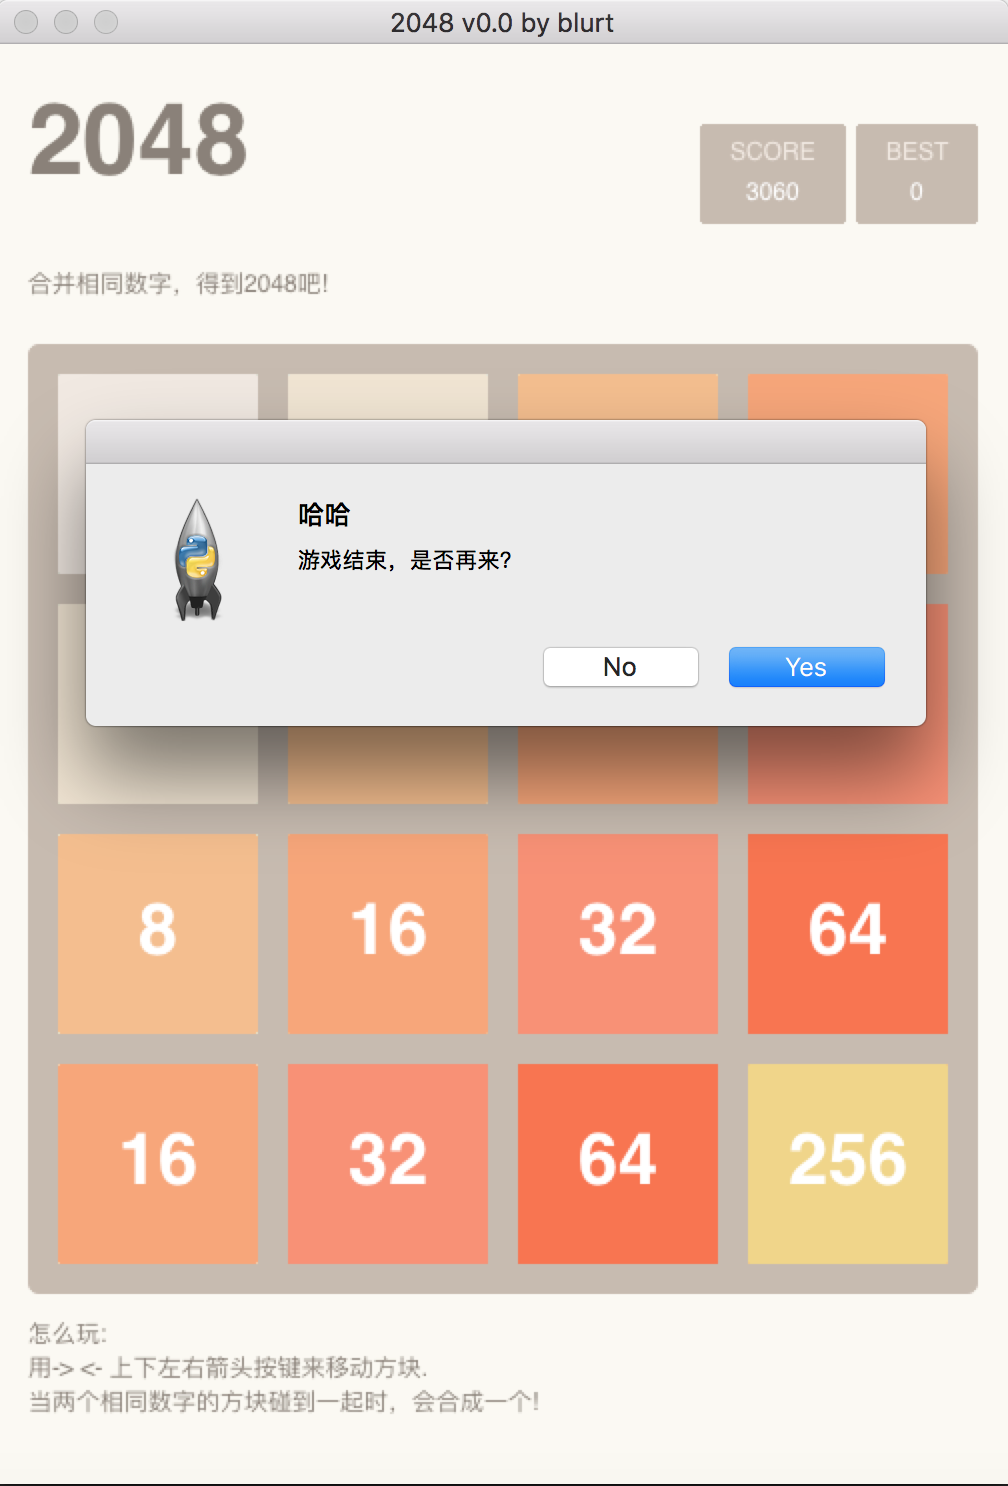 2048 v0.0 by blurt
2048
SCORE
3060
BEST
0
合并相同数字，得到2048吧!
哈哈
游戏结束，是否再来?
No
Yes
8
16
32
64
16
32
64
256
怎么玩:
用-> <- 上下左右箭头按键来移动方块.
当两个相同数字的方块碰到一起时，会合成一个!